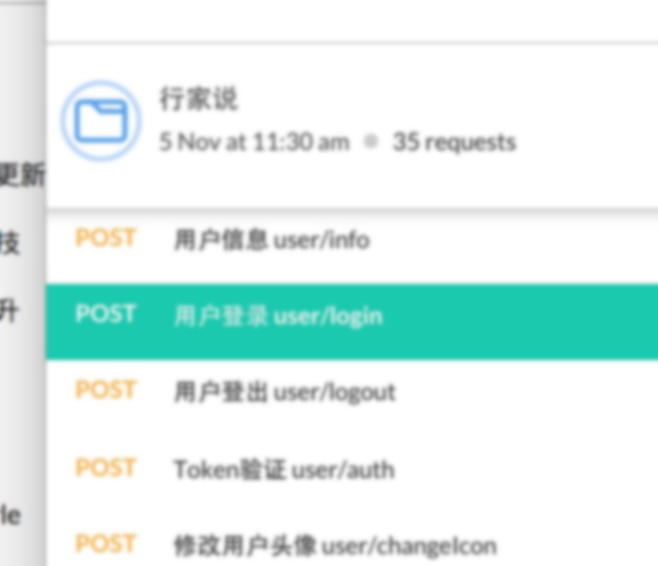 行家说
5 Nov at 11:30 am 35 requests
更新
POST 用户信息 user/info
技
POST 用户登录 user/login
升
POST 用户登出 user/logout
POST Token验证 user/auth
POST 修改用户头像 user/changeIcon